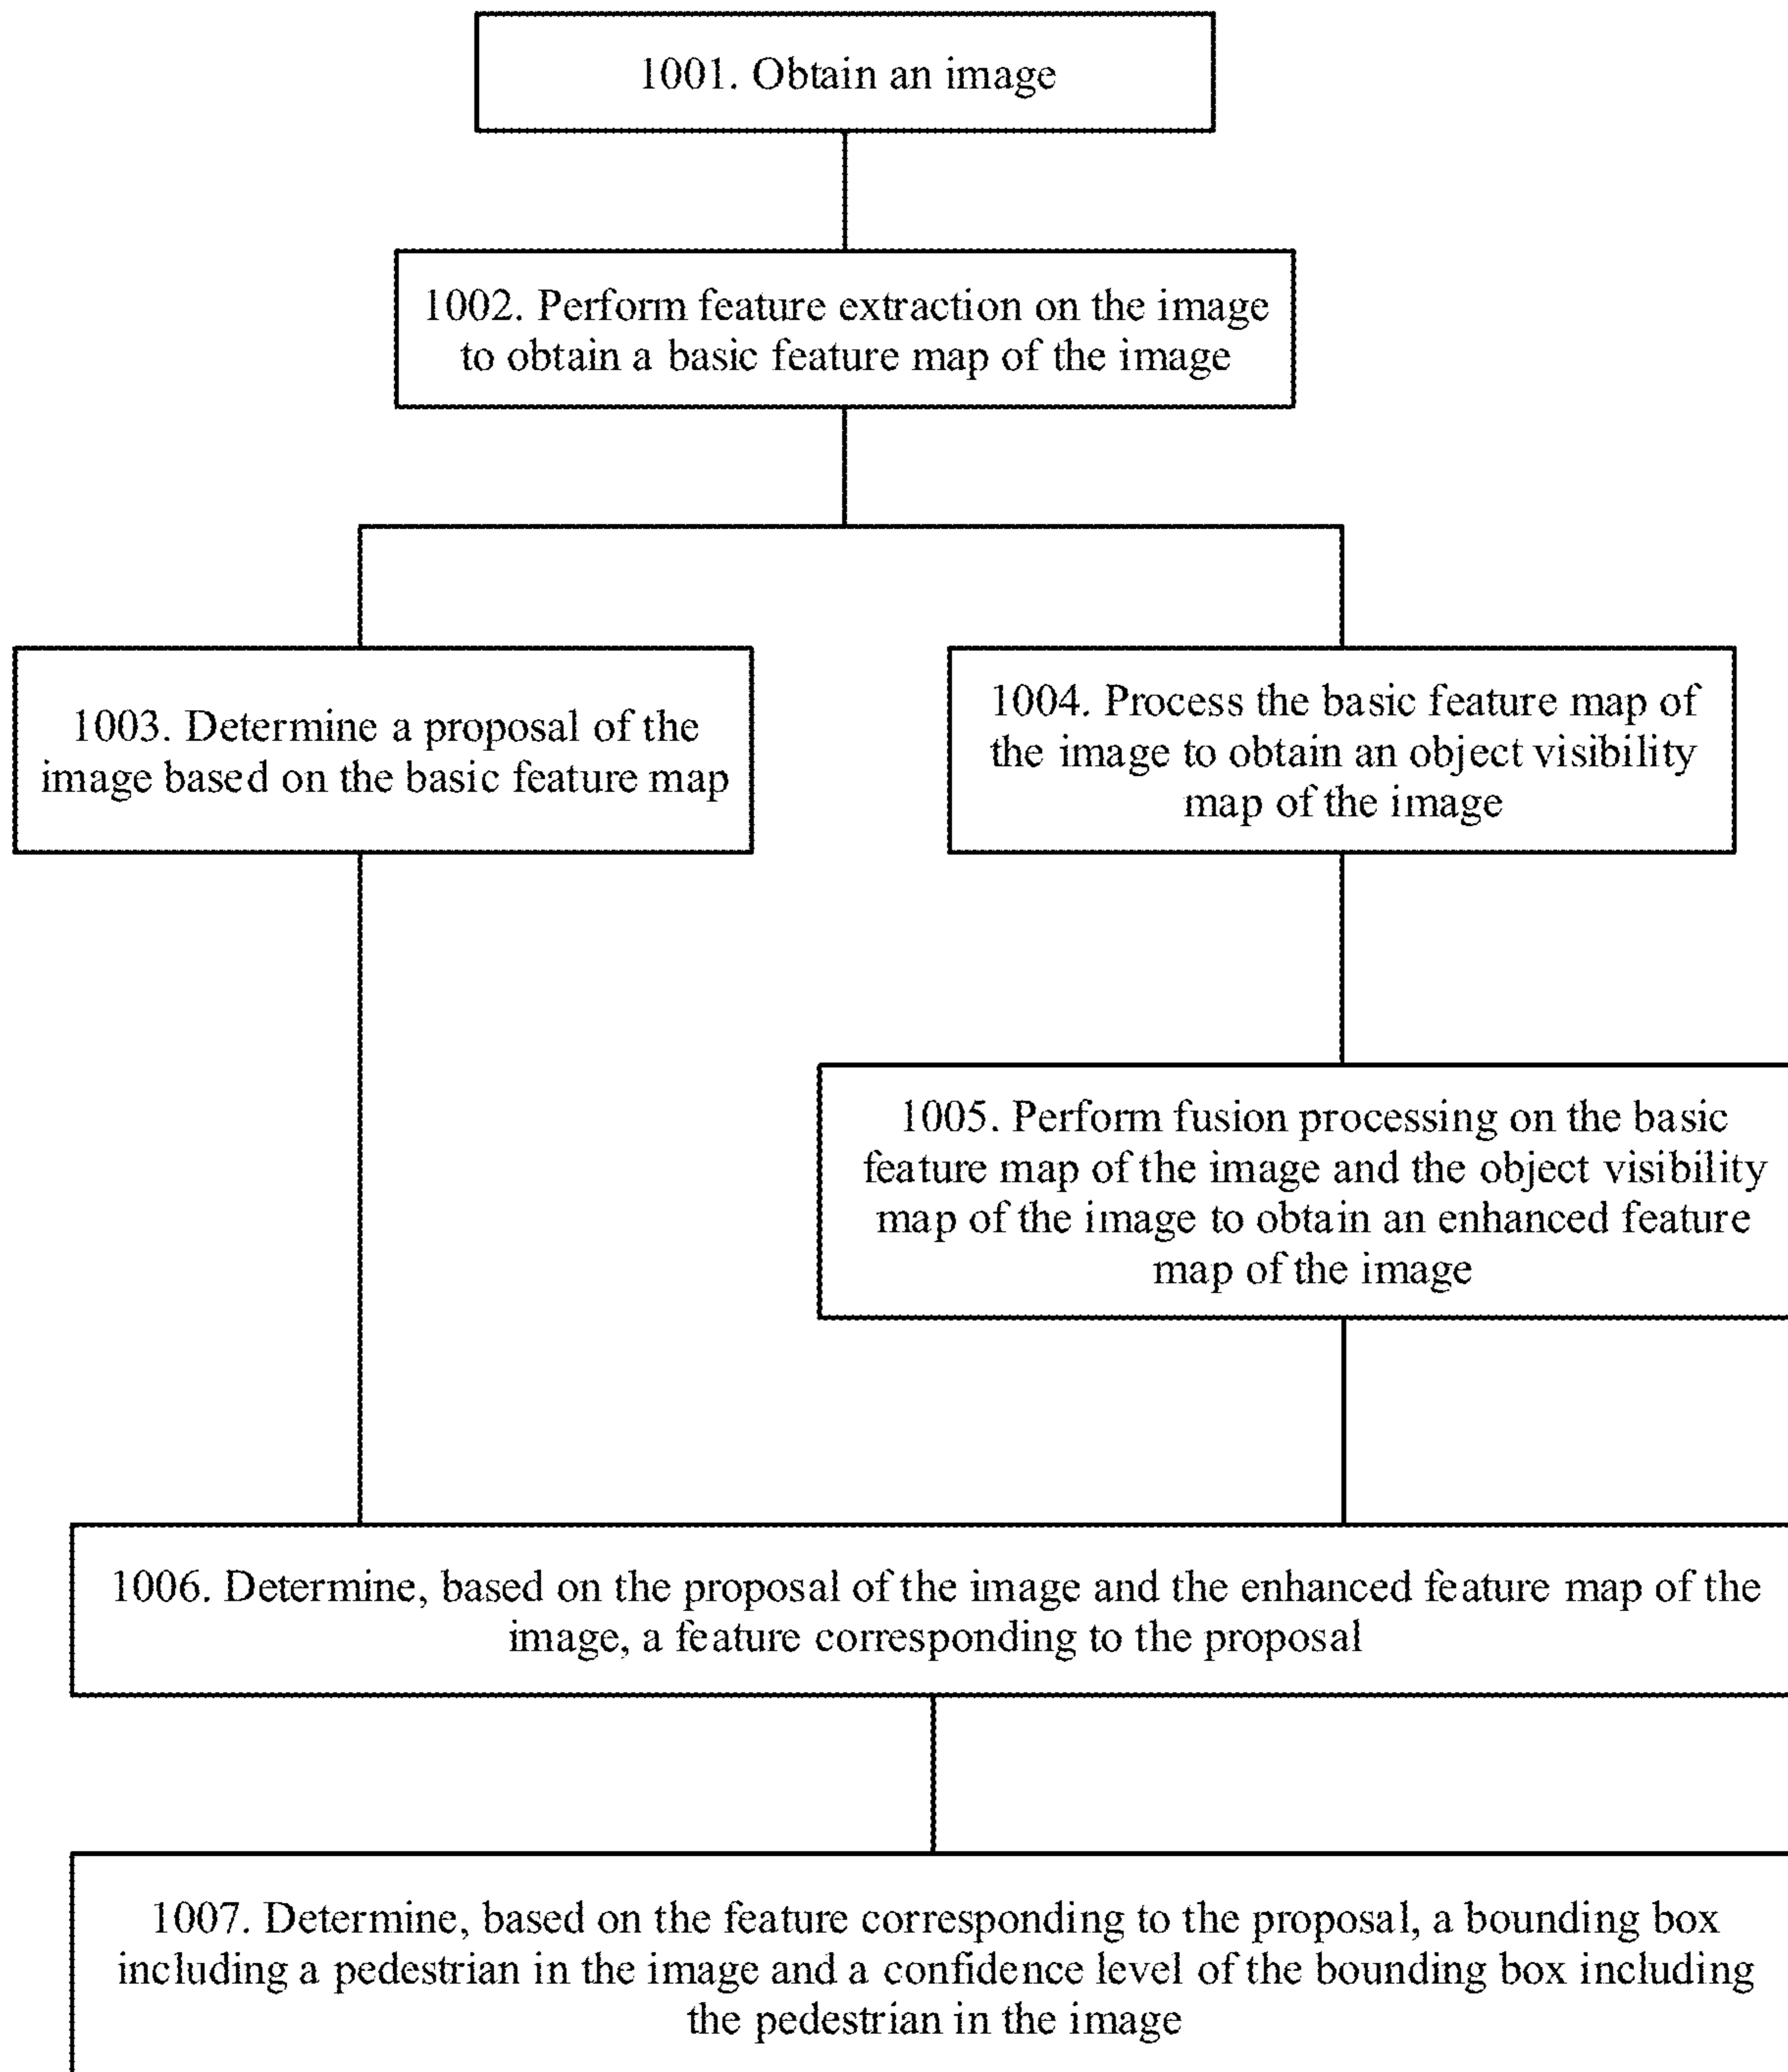 1001. Obtain an image
1002. Perform feature extraction on the image
to obtain a basic feature map of the image
1003. Determine a proposal of the
image based on the basic feature map
1004. Process the basic feature map of
the image to obtain an object visibility
map of the image
1005. Perform fusion processing on the basic
feature map of the image and the object visibility
map of the image to obtain an enhanced feature
map of the image
1006. Determine, based on the proposal of the image and the enhanced feature map of the
image, a feature corresponding to the proposal
1007. Determine, based on the feature corresponding to the proposal, a bounding box
including a pedestrian in the image and a confidence level of the bounding box including
the pedestrian in the image